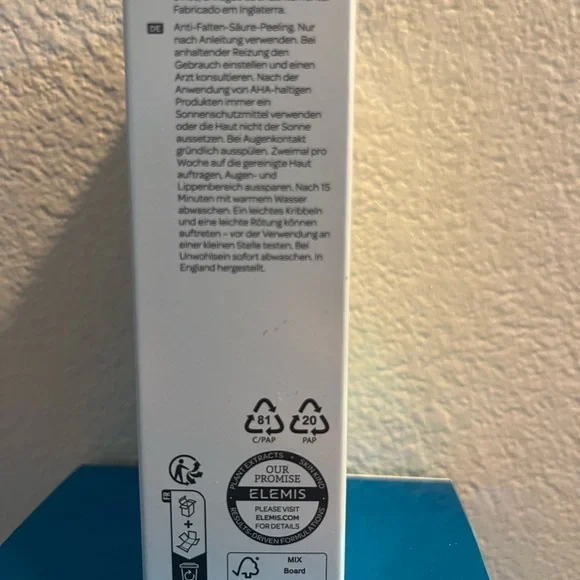 Fabricado em Inglaterra.
DE Anti-Falten-Säure-Peeling. Nur
nach Anleitung verwenden. Bei
anhaltender Reizung den
Gebrauch einstellen und einen
Arzt konsultieren. Nach der
Anwendung von AHA-haltigen
Produkten immer ein
Sonnenschutzmittel verwenden
oder die Haut nicht der Sonne
aussetzen. Bei Augenkontakt
gründlich ausspülen. Zweimal pro
Woche auf die gereinigte Haut
auftragen, Augen- und
Lippenbereich aussparen. Nach 15
Minuten mit warmem Wasser
abwaschen. Ein leichtes Kribbeln
und eine leichte Rötung können
auftreten – vor der Verwendung an
einer kleinen Stelle testen. Bei
Unwohlsein sofort abwaschen. In
England hergestellt.
81
C/PAP
20
PAP
PLANT EXTRACTS • SKIN KIND
OUR
PROMISE
ELEMIS
PLEASE VISIT
ELEMIS.COM
FOR DETAILS
RESULTS-DRIVEN FORMULATIONS
FR
+
MIX
Board